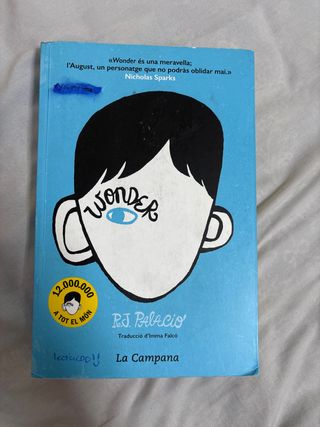 «Wonder és una meravella;
l'August, un personatge que no podràs oblidar mai.»
Nicholas Sparks
WONDER
12.000.000
A TOT EL MÓN
R.J. PALACIO
Traducció d'Imma Falcó
La Campana